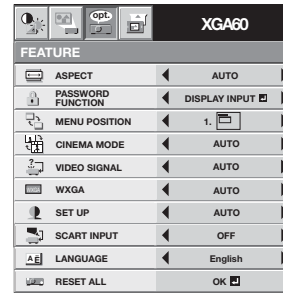 opt.
XGA60
FEATURE
ASPECT AUTO
PASSWORD
FUNCTION DISPLAY INPUT
MENU POSITION 1.
CINEMA MODE AUTO
VIDEO SIGNAL AUTO
WXGA AUTO
SET UP AUTO
SCART INPUT OFF
LANGUAGE English
RESET ALL OK